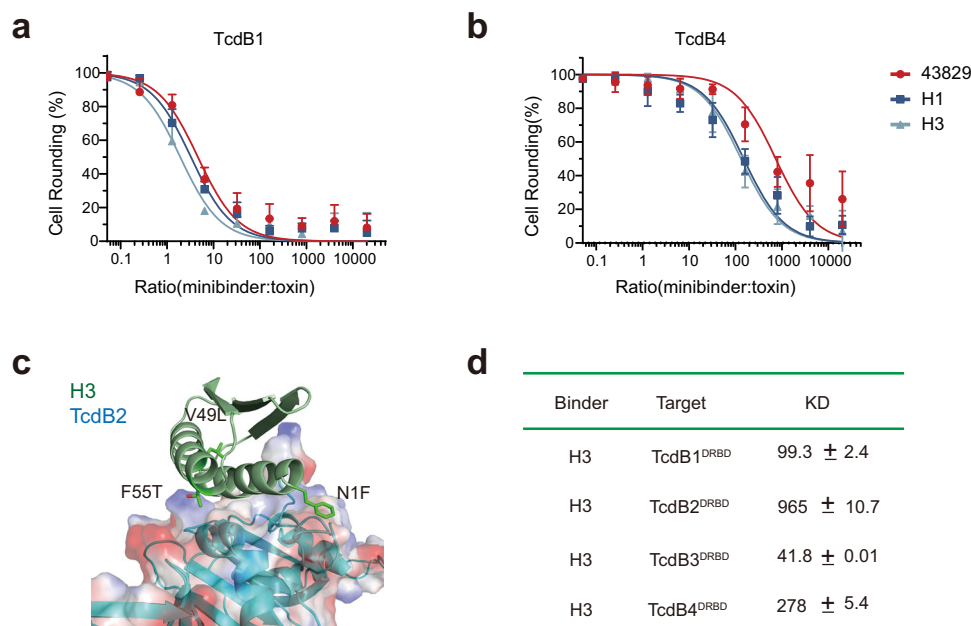 a
TcdB1
Cell Rounding (%)
100
80
60
40
20
0
0.1 1 10 100 1000 10000
Ratio(minibinder:toxin)
b
TcdB4
Cell Rounding(%)
100
80
60
40
20
0
0.1 1 10 100 1000 10000
Ratio(minibinder:toxin)
43829
H1
H3
c
H3
TcdB2
V49L
F55T
N1F
d
Binder Target KD
H3 TcdB1DRBD 99.3 ± 2.4
H3 TcdB2DRBD 965 ± 10.7
H3 TcdB3DRBD 41.8 ± 0.01
H3 TcdB4DRBD 278 ± 5.4